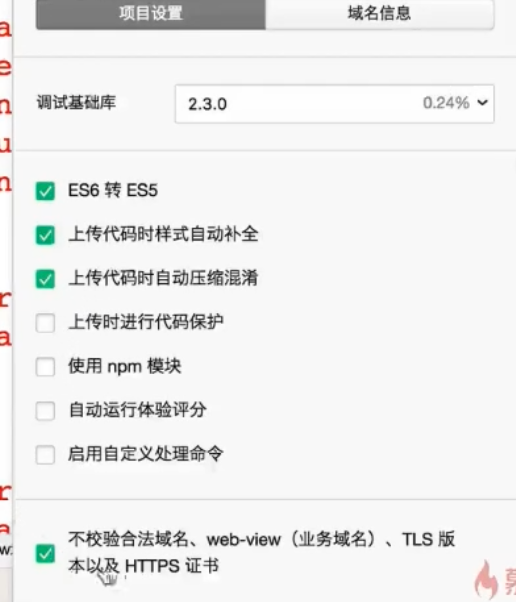 项目设置 域名信息
调试基础库 2.3.0 0.24%
ES6 转 ES5
上传代码时样式自动补全
上传代码时自动压缩混淆
上传时进行代码保护
使用 npm 模块
自动运行体验评分
启用自定义处理命令
不校验合法域名、web-view（业务域名）、TLS 版
本以及 HTTPS 证书